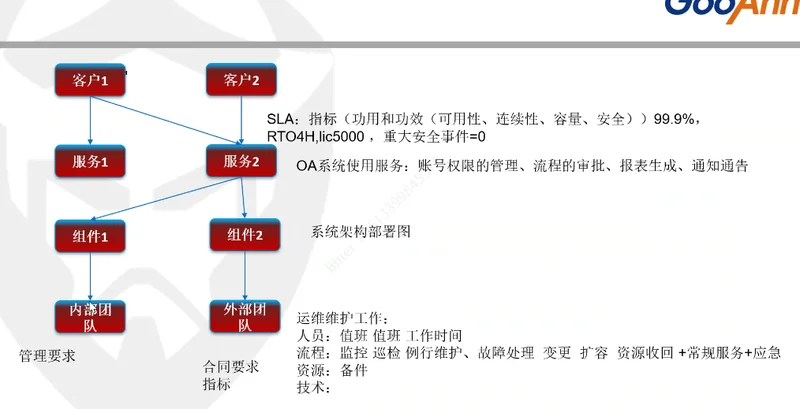 GooAnn
客户1
客户2
SLA：指标（功用和功效（可用性、连续性、容量、安全））99.9%，
RTO4H,lic5000 ，重大安全事件=0
服务1
服务2
OA系统使用服务：账号权限的管理、流程的审批、报表生成、通知通告
组件1
组件2
系统架构部署图
内部团
队
外部团
队
管理要求
合同要求
指标
运维维护工作：
人员：值班 值班 工作时间
流程：监控 巡检 例行维护、故障处理 变更 扩容 资源收回 +常规服务+应急
资源：备件
技术：